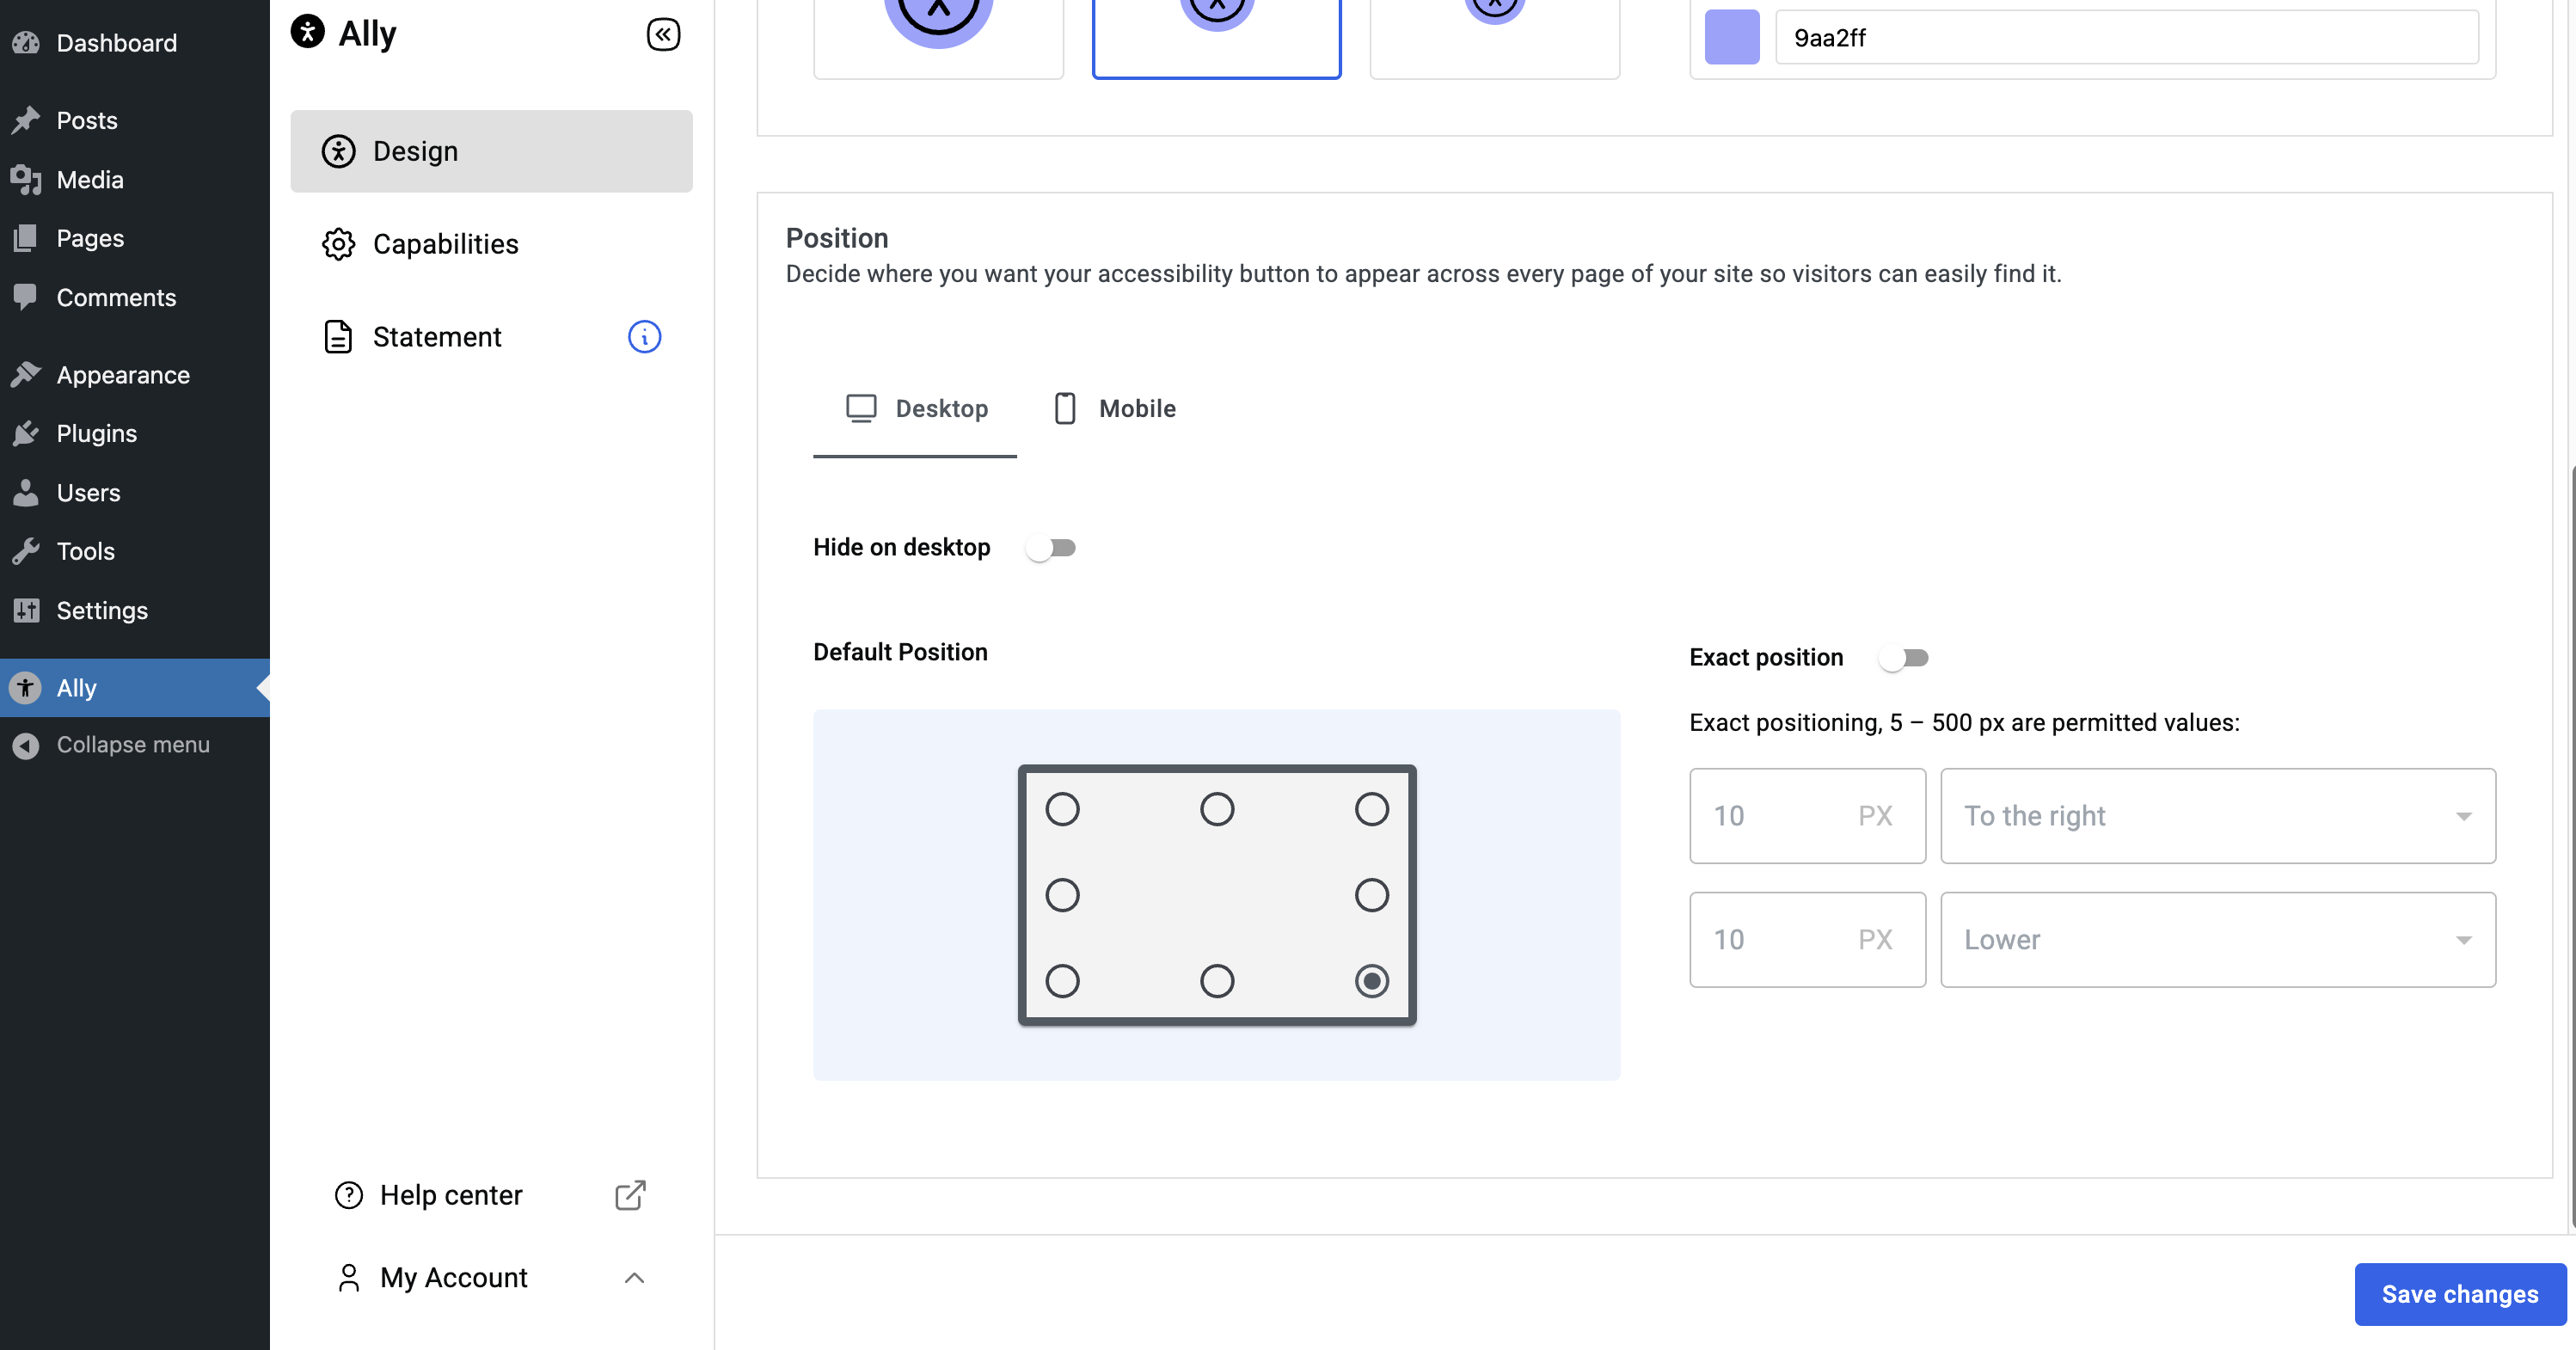 Dashboard
Posts
Media
Pages
Comments
Appearance
Plugins
Users
Tools
Settings
Ally
Collapse menu
Ally
Design
Capabilities
Statement
Help center
My Account
9aa2ff
Position
Decide where you want your accessibility button to appear across every page of your site so visitors can easily find it.
Desktop
Mobile
Hide on desktop
Default Position
Exact position
Exact positioning, 5 – 500 px are permitted values:
10 PX To the right
10 PX Lower
Save changes